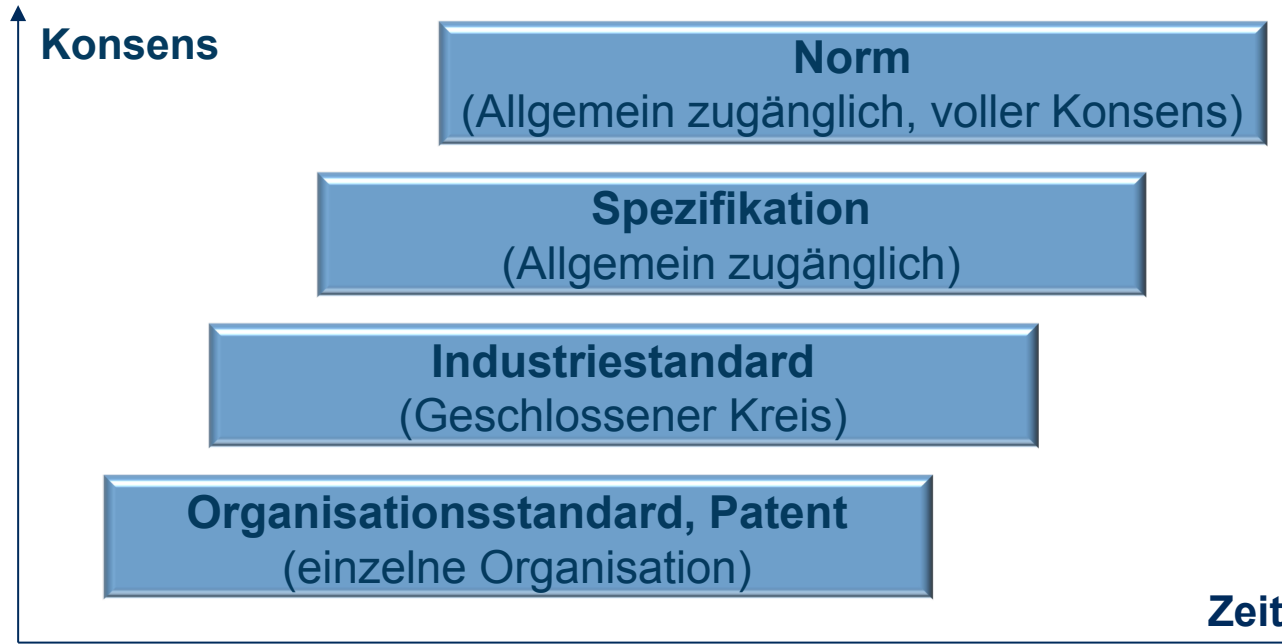 Konsens
Norm
(Allgemein zugänglich, voller Konsens)
Spezifikation
(Allgemein zugänglich)
Industriestandard
(Geschlossener Kreis)
Organisationsstandard, Patent
(einzelne Organisation)
Zeit